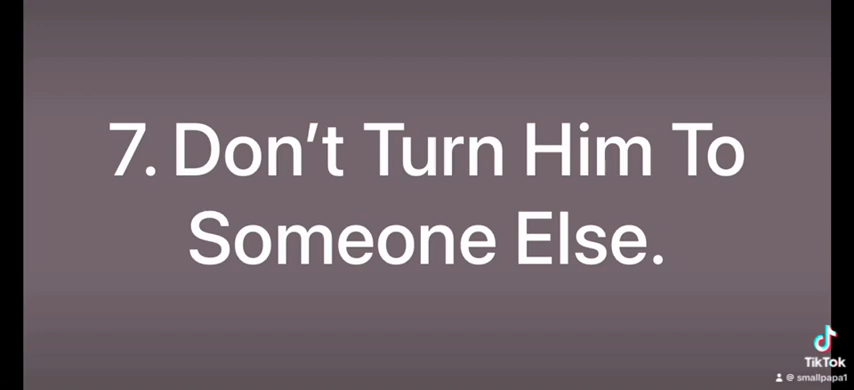 7. Don’t Turn Him To
Someone Else.
TikTok
@ smallpapa1